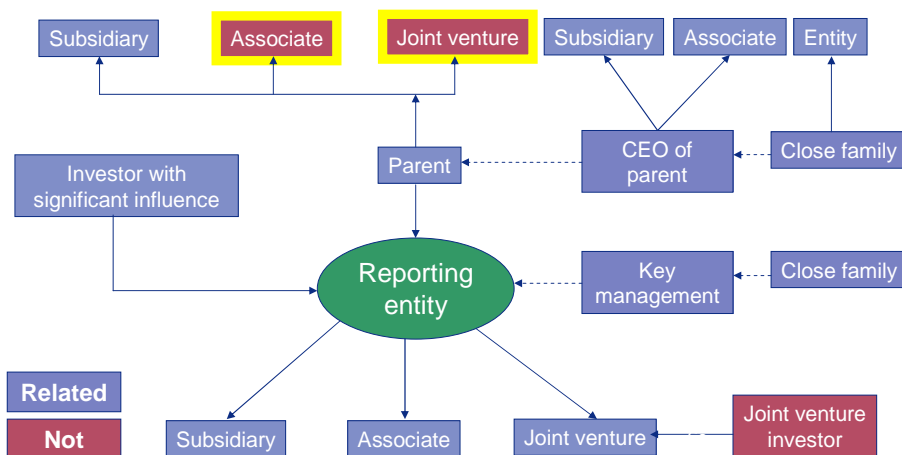 Subsidiary
Associate
Joint venture
Subsidiary
Associate
Entity
Investor with
significant influence
Parent
CEO of
parent
Close family
Reporting
entity
Key
management
Close family
Related
Not
Subsidiary
Associate
Joint venture
Joint venture
investor